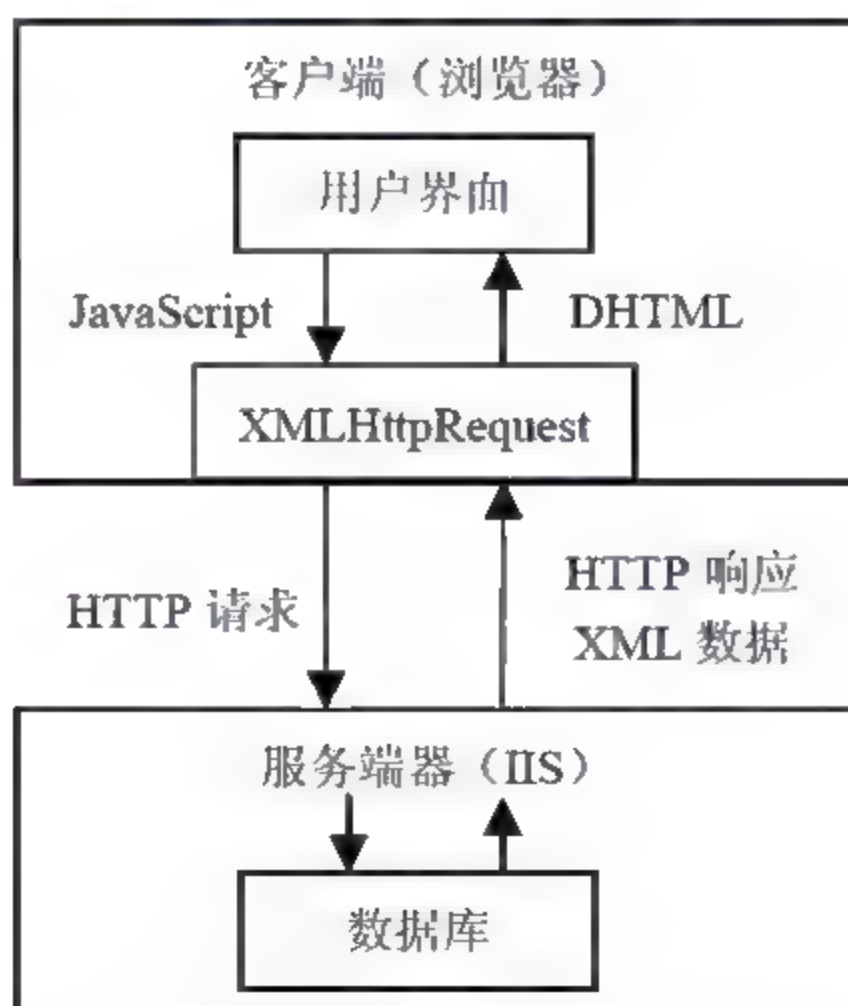 客户端（浏览器）
用户界面
JavaScript
DHTML
XMLHttpRequest
HTTP 请求
HTTP 响应
XML 数据
服务端器（IIS）
数据库